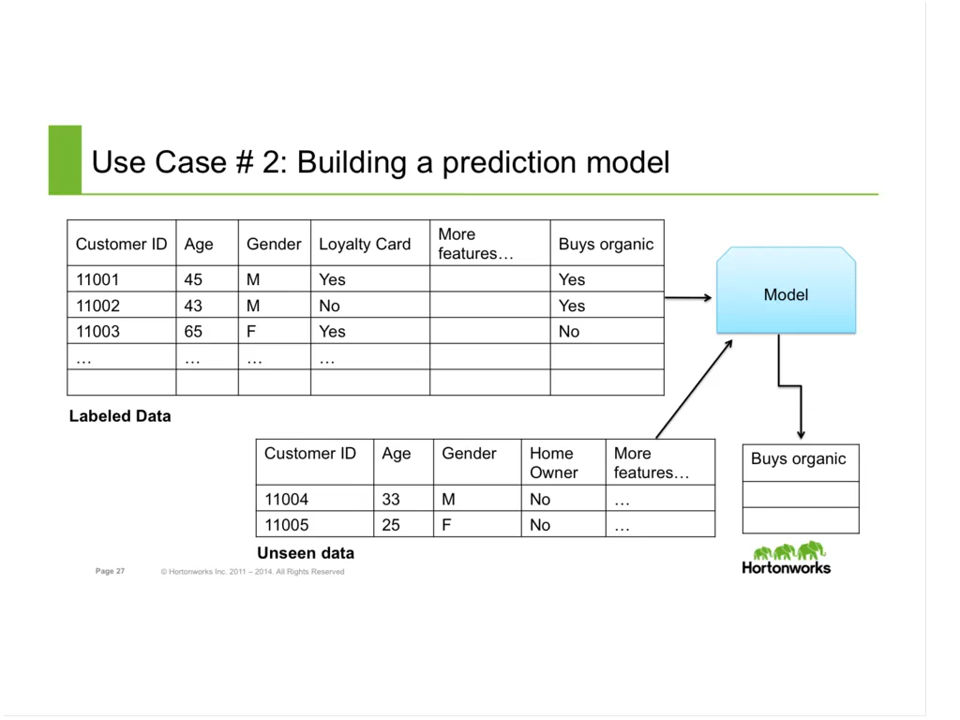 Use Case # 2: Building a prediction model
Customer ID Age Gender Loyalty Card More features… Buys organic
11001 45 M Yes Yes
11002 43 M No Yes
11003 65 F Yes No
… … … …
Model
Labeled Data
Customer ID Age Gender Home Owner More features…
11004 33 M No …
11005 25 F No …
Buys organic
Unseen data
Hortonworks
Page 27 © Hortonworks Inc. 2011 – 2014. All Rights Reserved